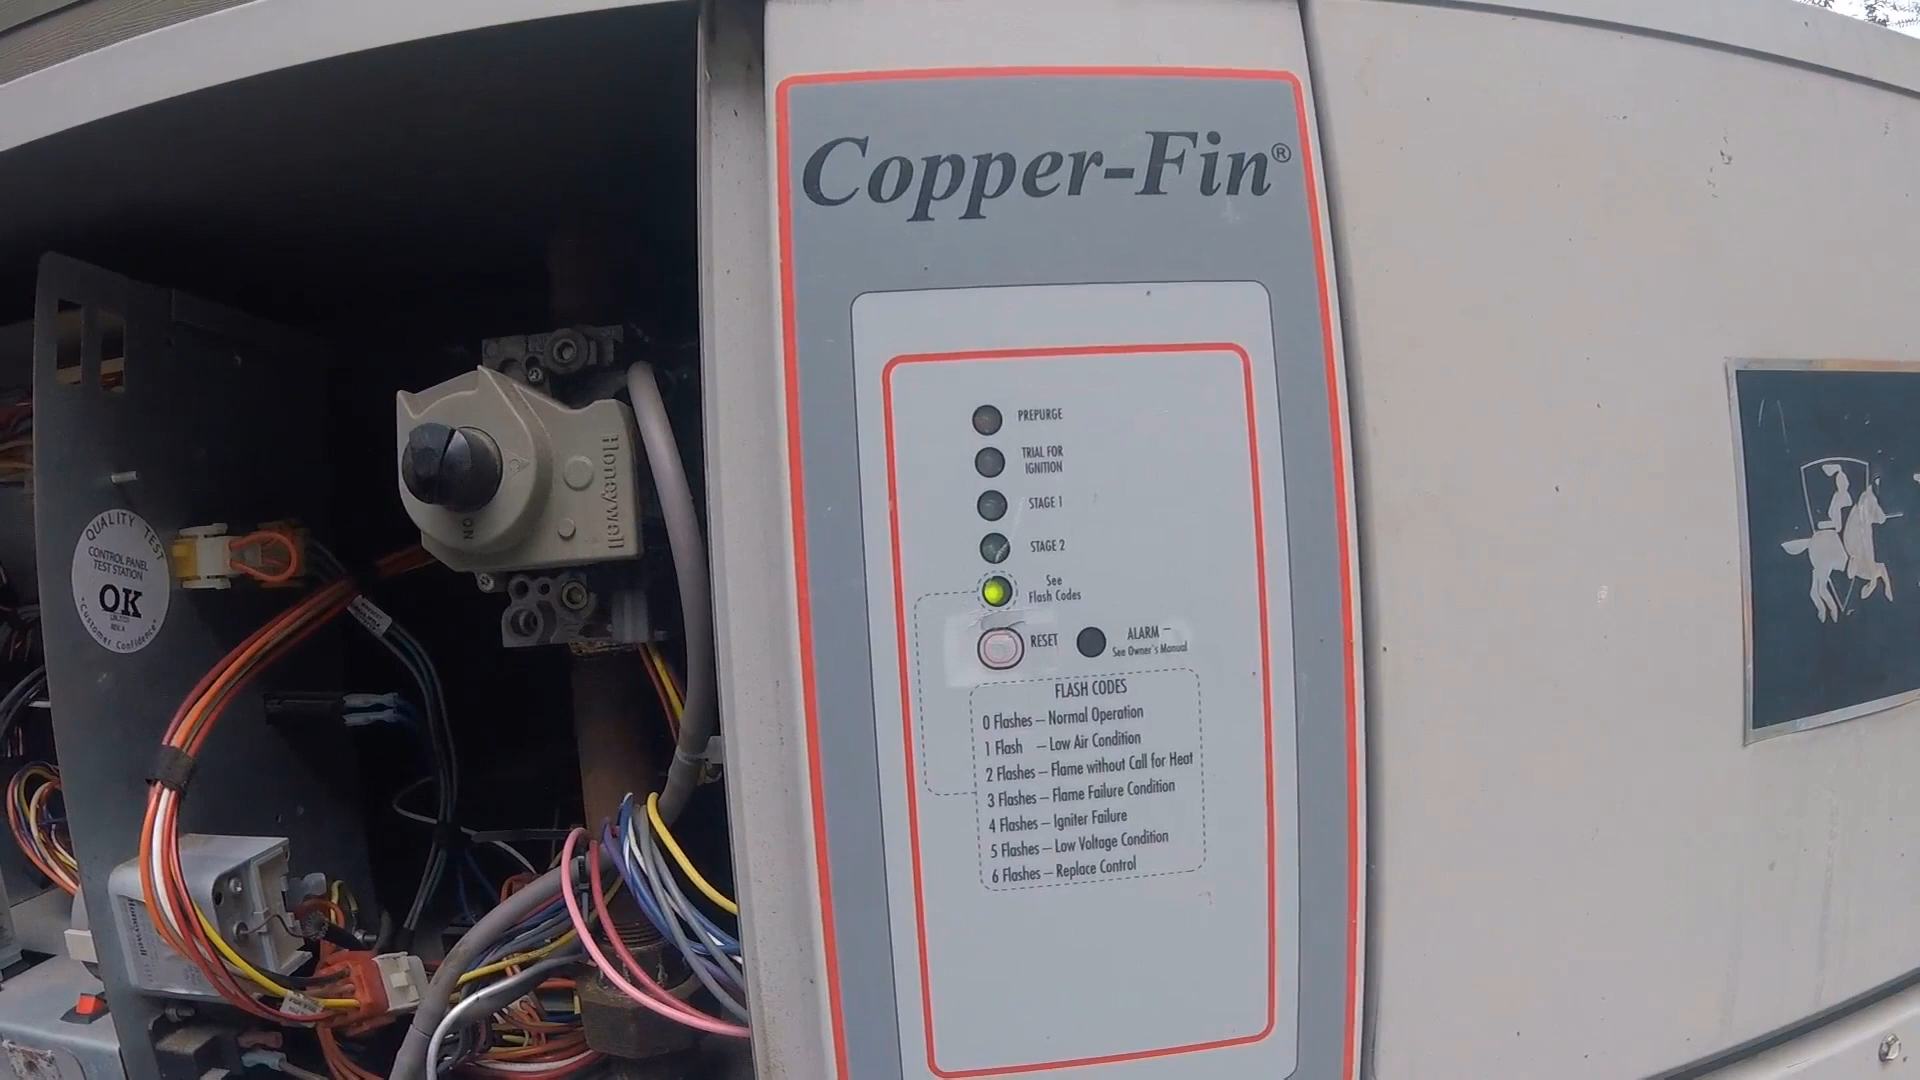 Copper-Fin®
PREPURGE
TRIAL FOR
IGNITION
STAGE 1
STAGE 2
See
Flash Codes
RESET
ALARM –
See Owner's Manual
FLASH CODES
0 Flashes – Normal Operation
1 Flash – Low Air Condition
2 Flashes – Flame without Call for Heat
3 Flashes – Flame Failure Condition
4 Flashes – Igniter Failure
5 Flashes – Low Voltage Condition
6 Flashes – Replace Control
Honeywell
ON
QUALITY TEST
CONTROL PANEL
TEST STATION
OK
"Customer Confidence"
Honeywell